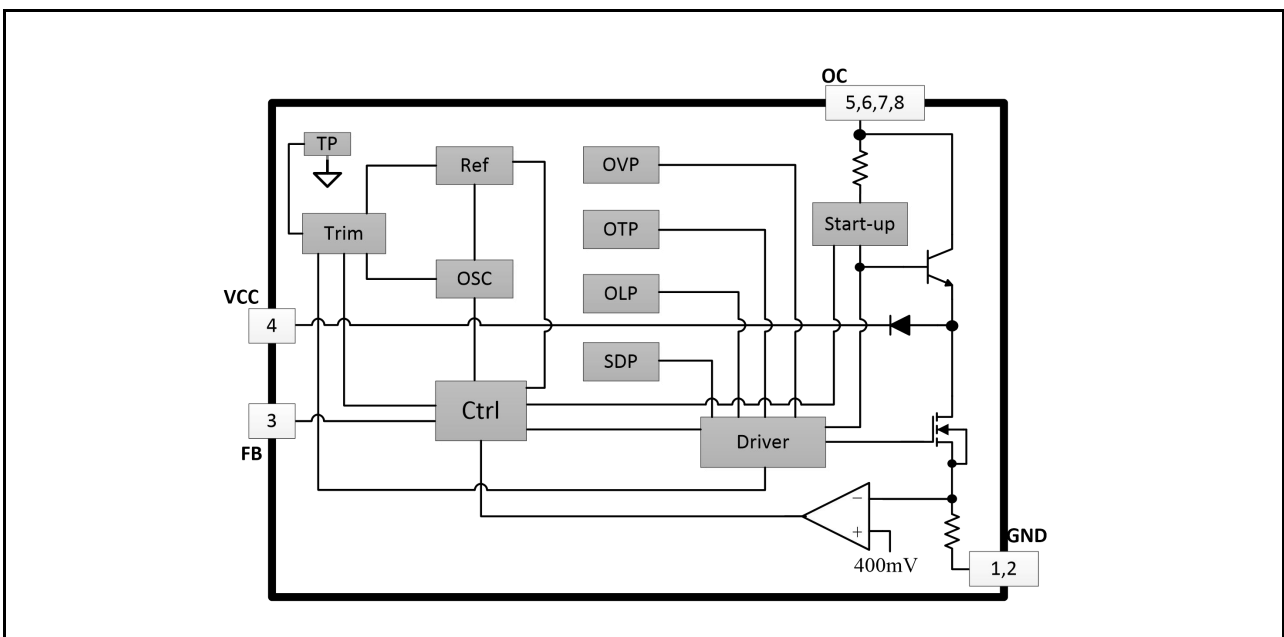 OC
5,6,7,8
TP
Ref
OVP
Trim
OTP
Start-up
OSC
OLP
VCC
4
SDP
3
Ctrl
FB
Driver
−
+
400mV
GND
1,2